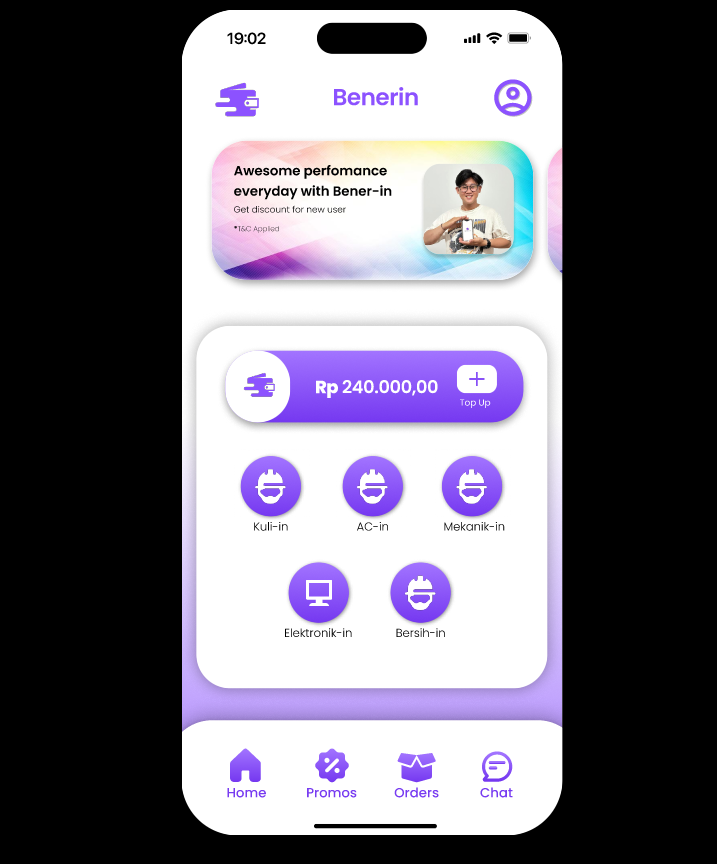 19:02
Benerin
Awesome perfomance
everyday with Bener-in
Get discount for new user
*T&C Applied
Rp 240.000,00
Top Up
Kuli-in
AC-in
Mekanik-in
Elektronik-in
Bersih-in
Home
Promos
Orders
Chat